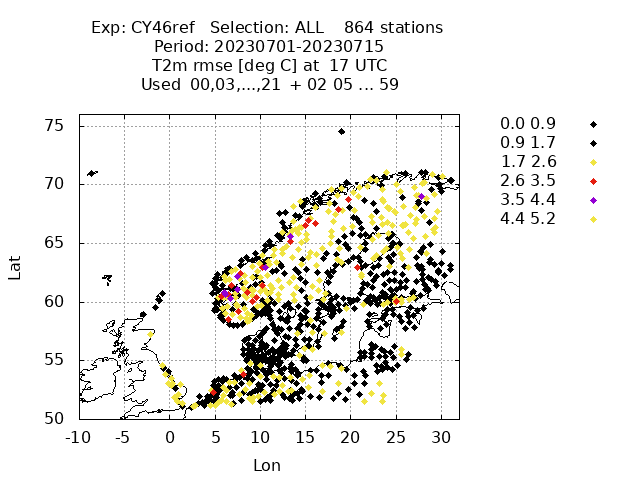 Exp: CY46ref Selection: ALL 864 stations
Period: 20230701-20230715
T2m rmse [deg C] at 17 UTC
Used 00,03,...,21 + 02 05 ... 59
75
70
65
60
55
50
Lat
-10 -5 0 5 10 15 20 25 30
Lon
0.0 0.9
0.9 1.7
1.7 2.6
2.6 3.5
3.5 4.4
4.4 5.2